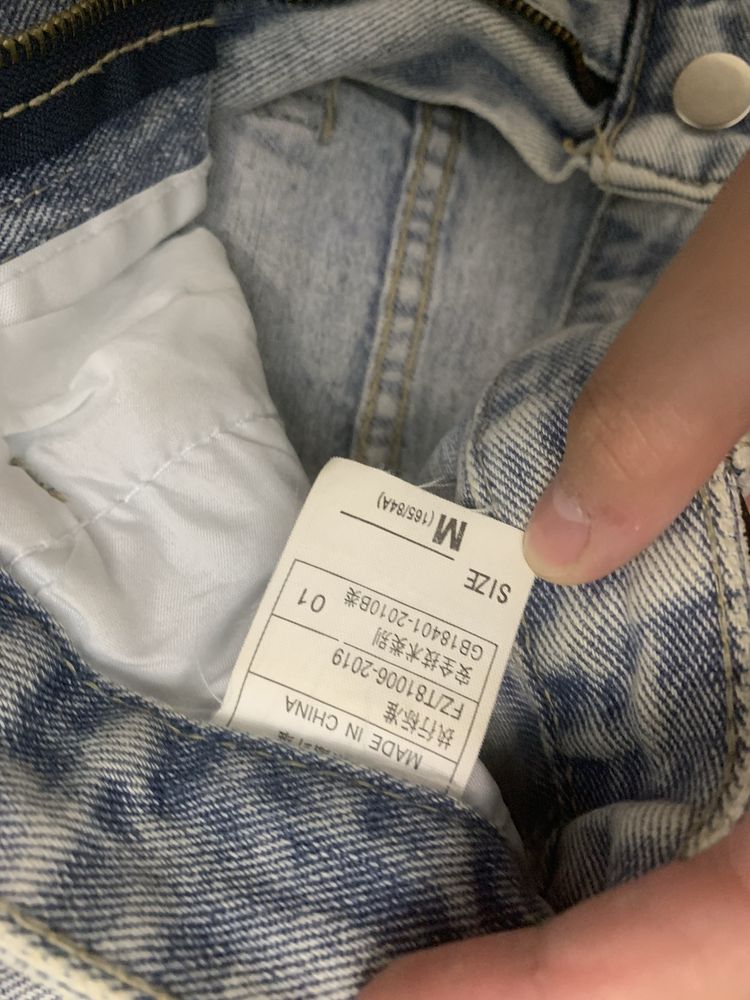 MADE IN CHINA
执行标准
FZ/T81006-2019
安全技术类别
GB18401-2010B类 01
SIZE M (165/84A)